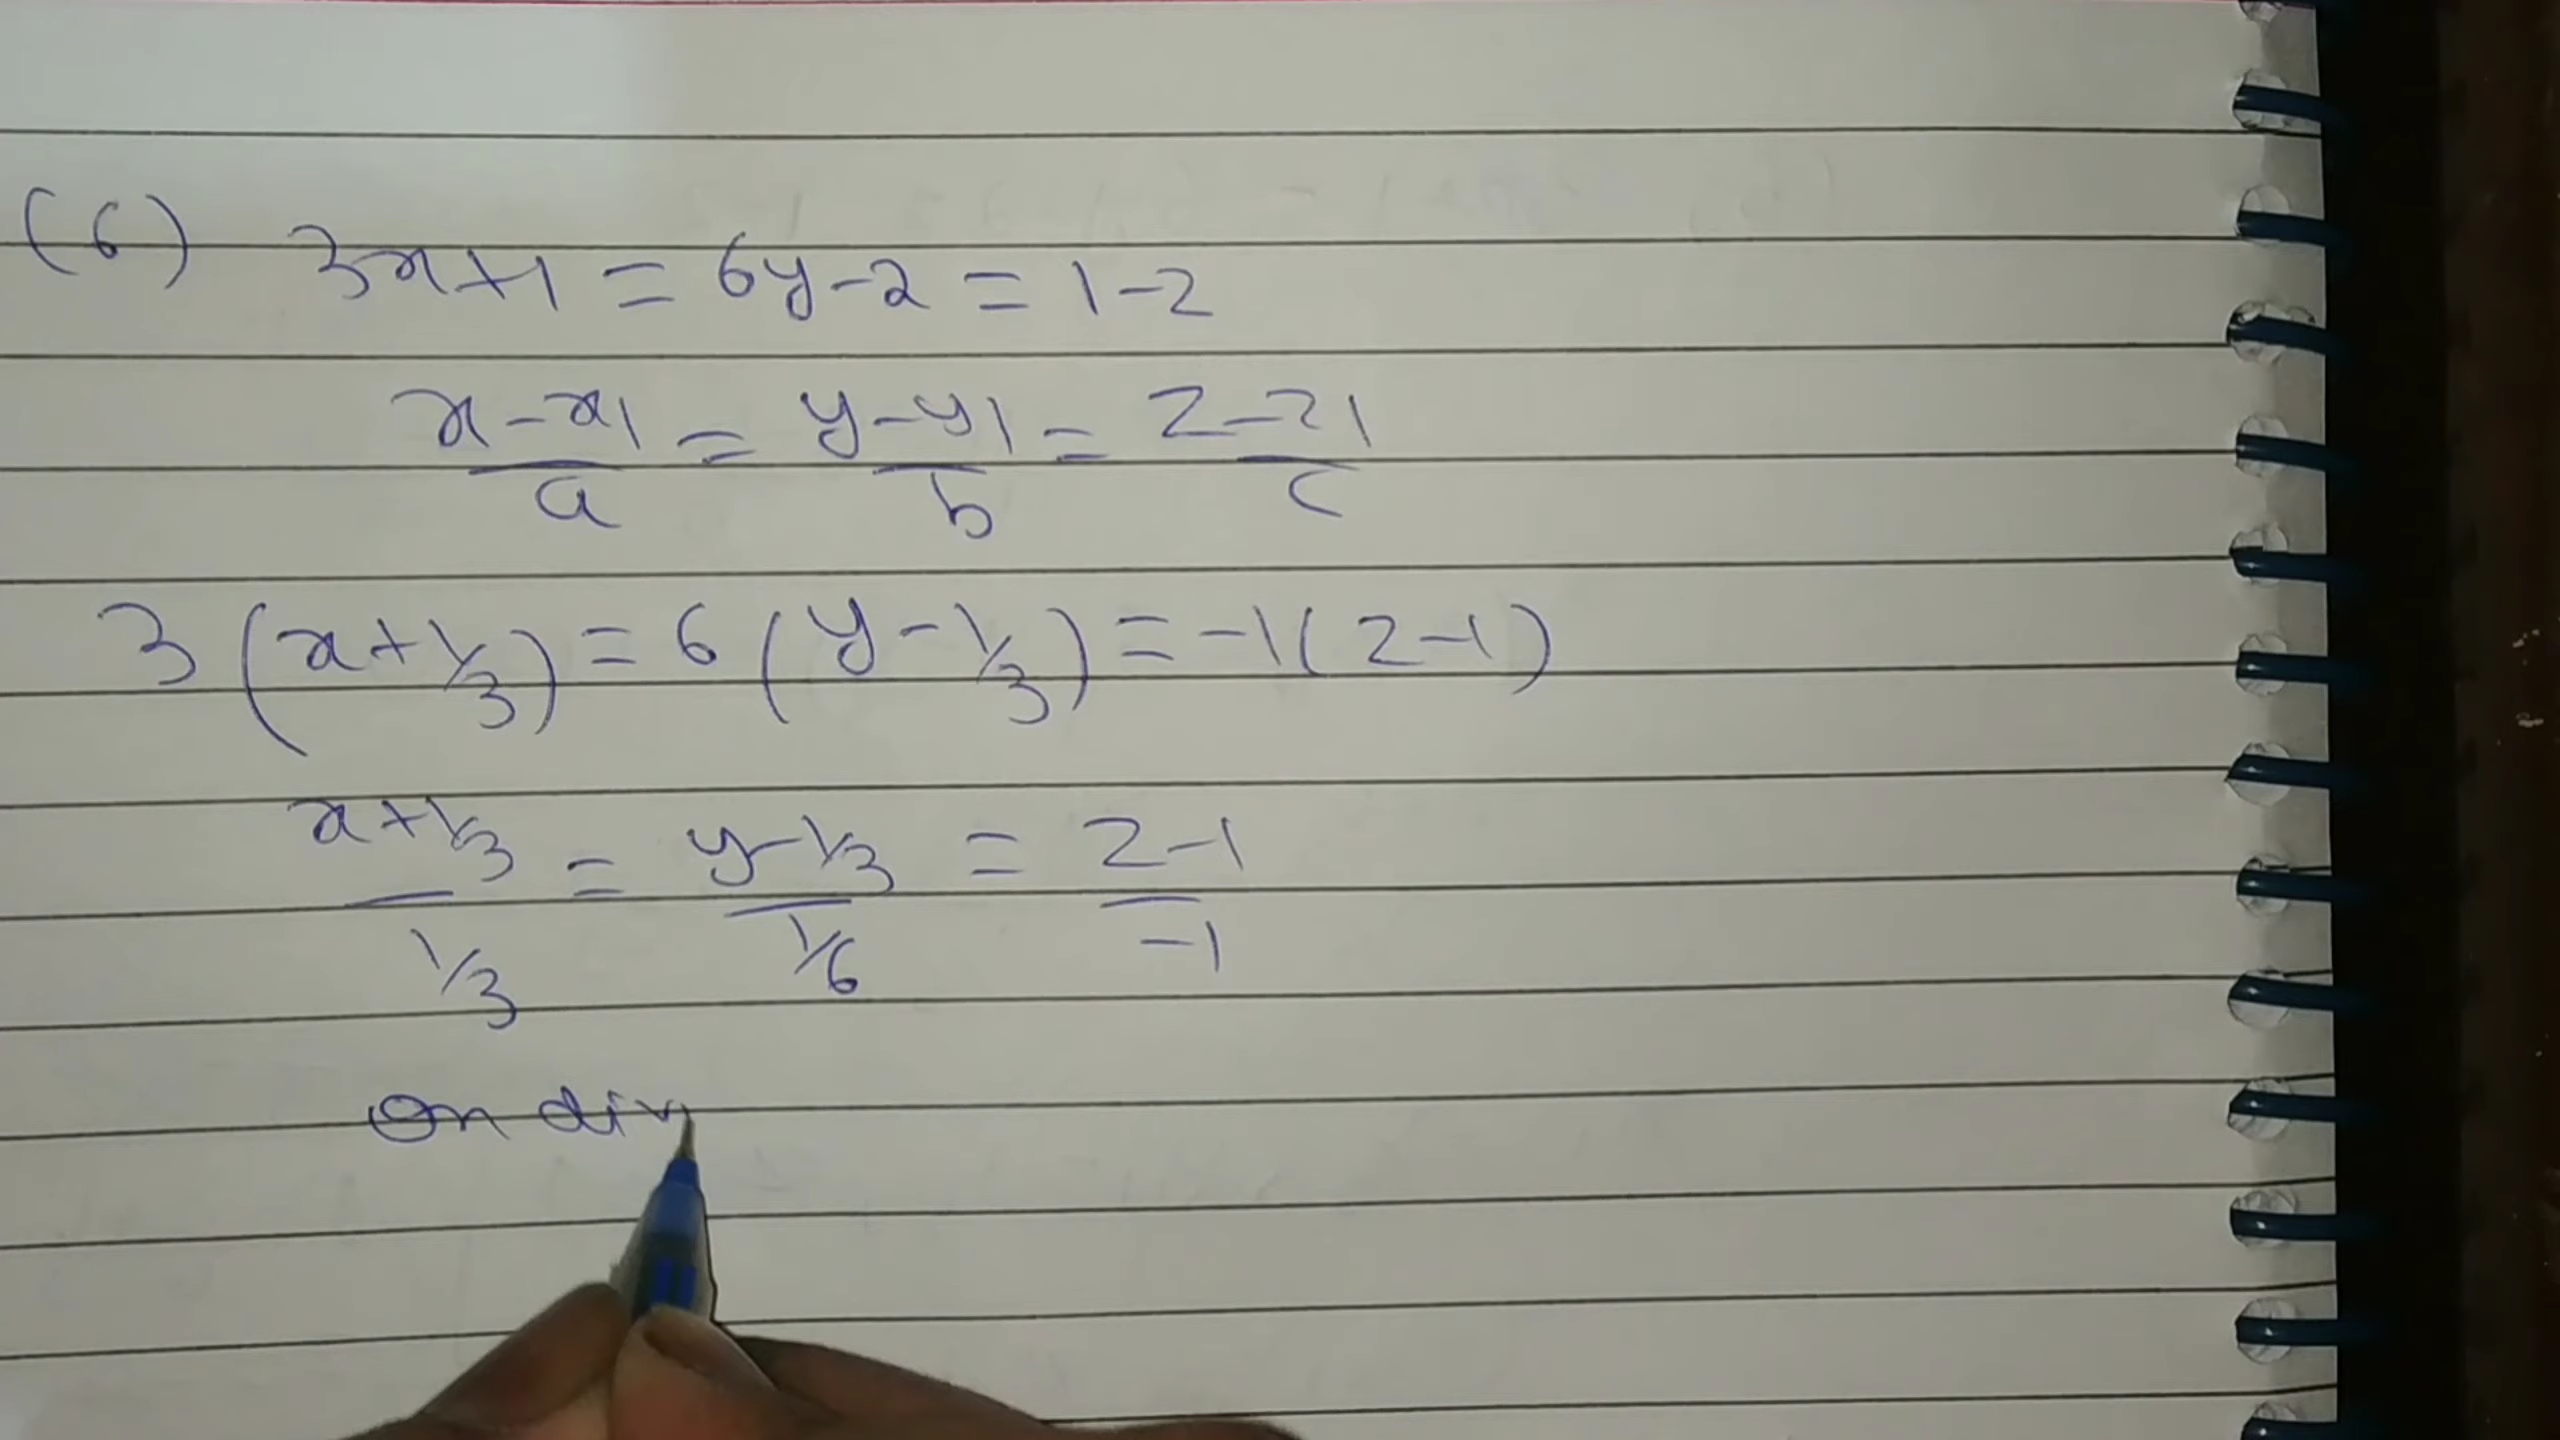 (6) 3x+1 = 6y-2 = 1-z
x-x1/a = y-y1/b = z-z1/c
3(x+1/3) = 6(y-1/3) = -1(z-1)
x+1/3 / 1/3 = y-1/3 / 1/6 = z-1 / -1
On div